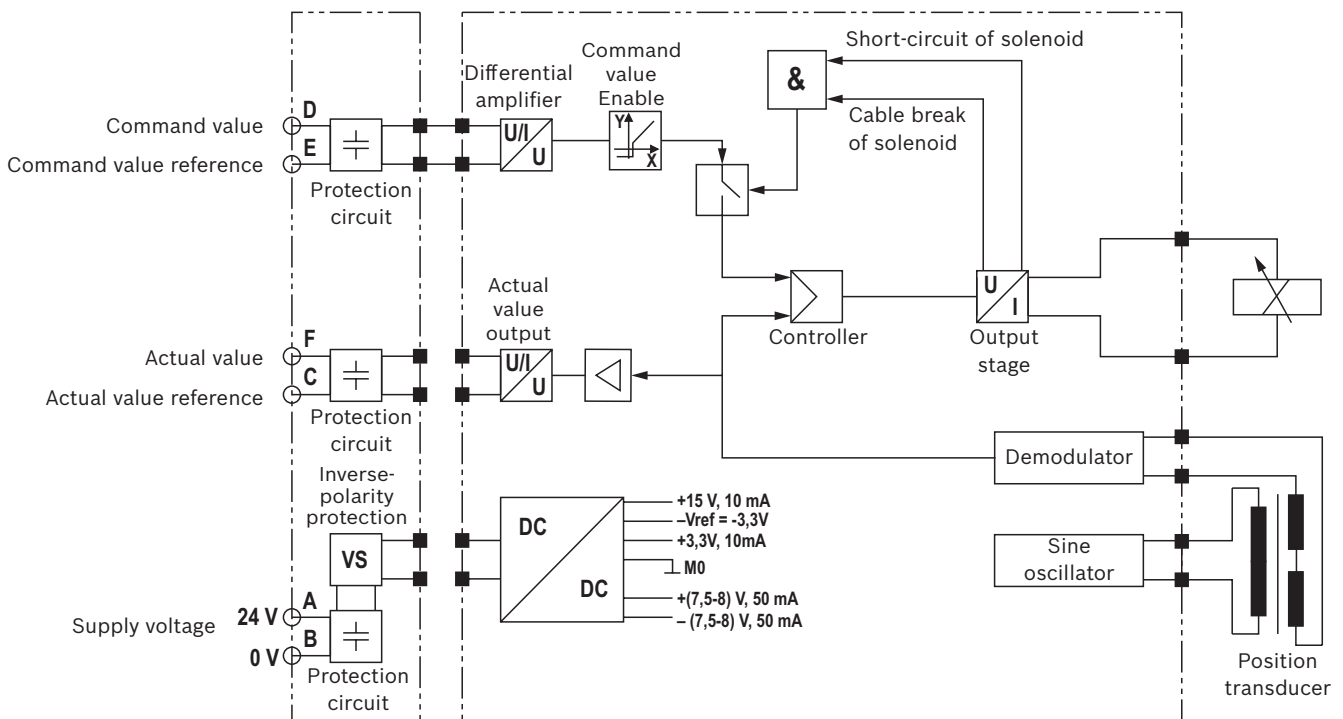 Short-circuit of solenoid
Command
value
Enable
Differential
amplifier
&
Cable break
of solenoid
Command value
D
U/I
U
Y
X
Command value reference
E
Protection
circuit
Actual
value
output
U
I
Controller
Output
stage
Actual value
F
U/I
U
Actual value reference
C
Protection
circuit
Demodulator
Inverse-
polarity
protection
VS
DC
DC
+15 V, 10 mA
–Vref = -3,3V
+3,3V, 10mA
M0
+(7,5-8) V, 50 mA
– (7,5-8) V, 50 mA
Sine
oscillator
Supply voltage
24 V
A
0 V
B
Protection
circuit
Position
transducer